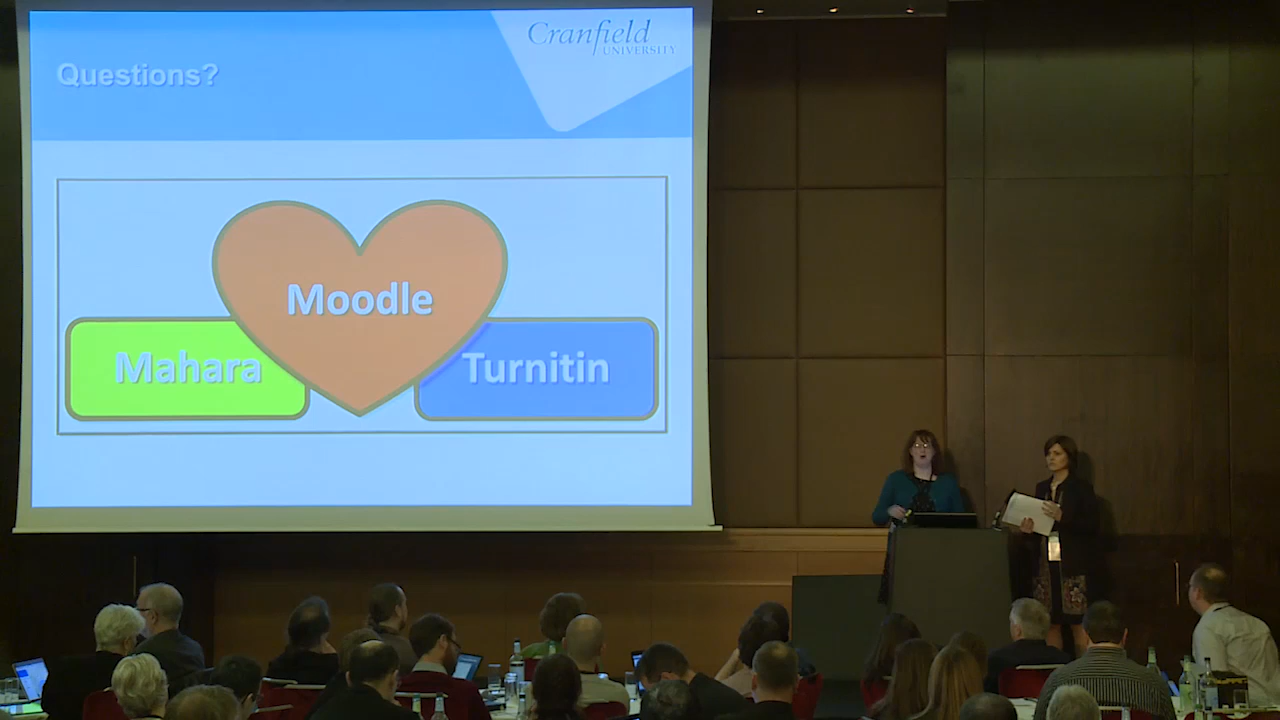 Cranfield
UNIVERSITY
Questions?
Moodle
Mahara
Turnitin